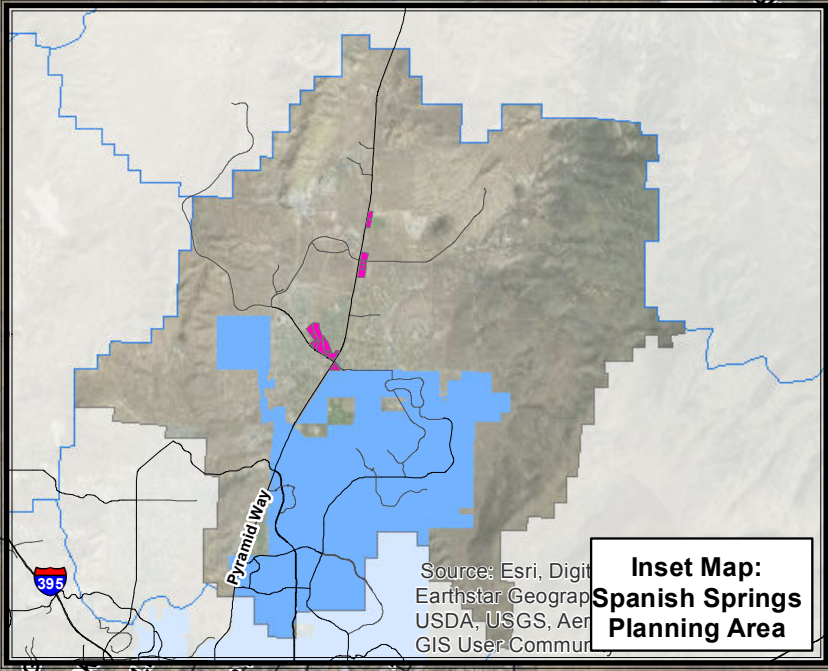 Pyramid Way
395
Source: Esri, Digit
Earthstar Geograp
USDA, USGS, Aer
GIS User Commun
Inset Map:
Spanish Springs
Planning Area